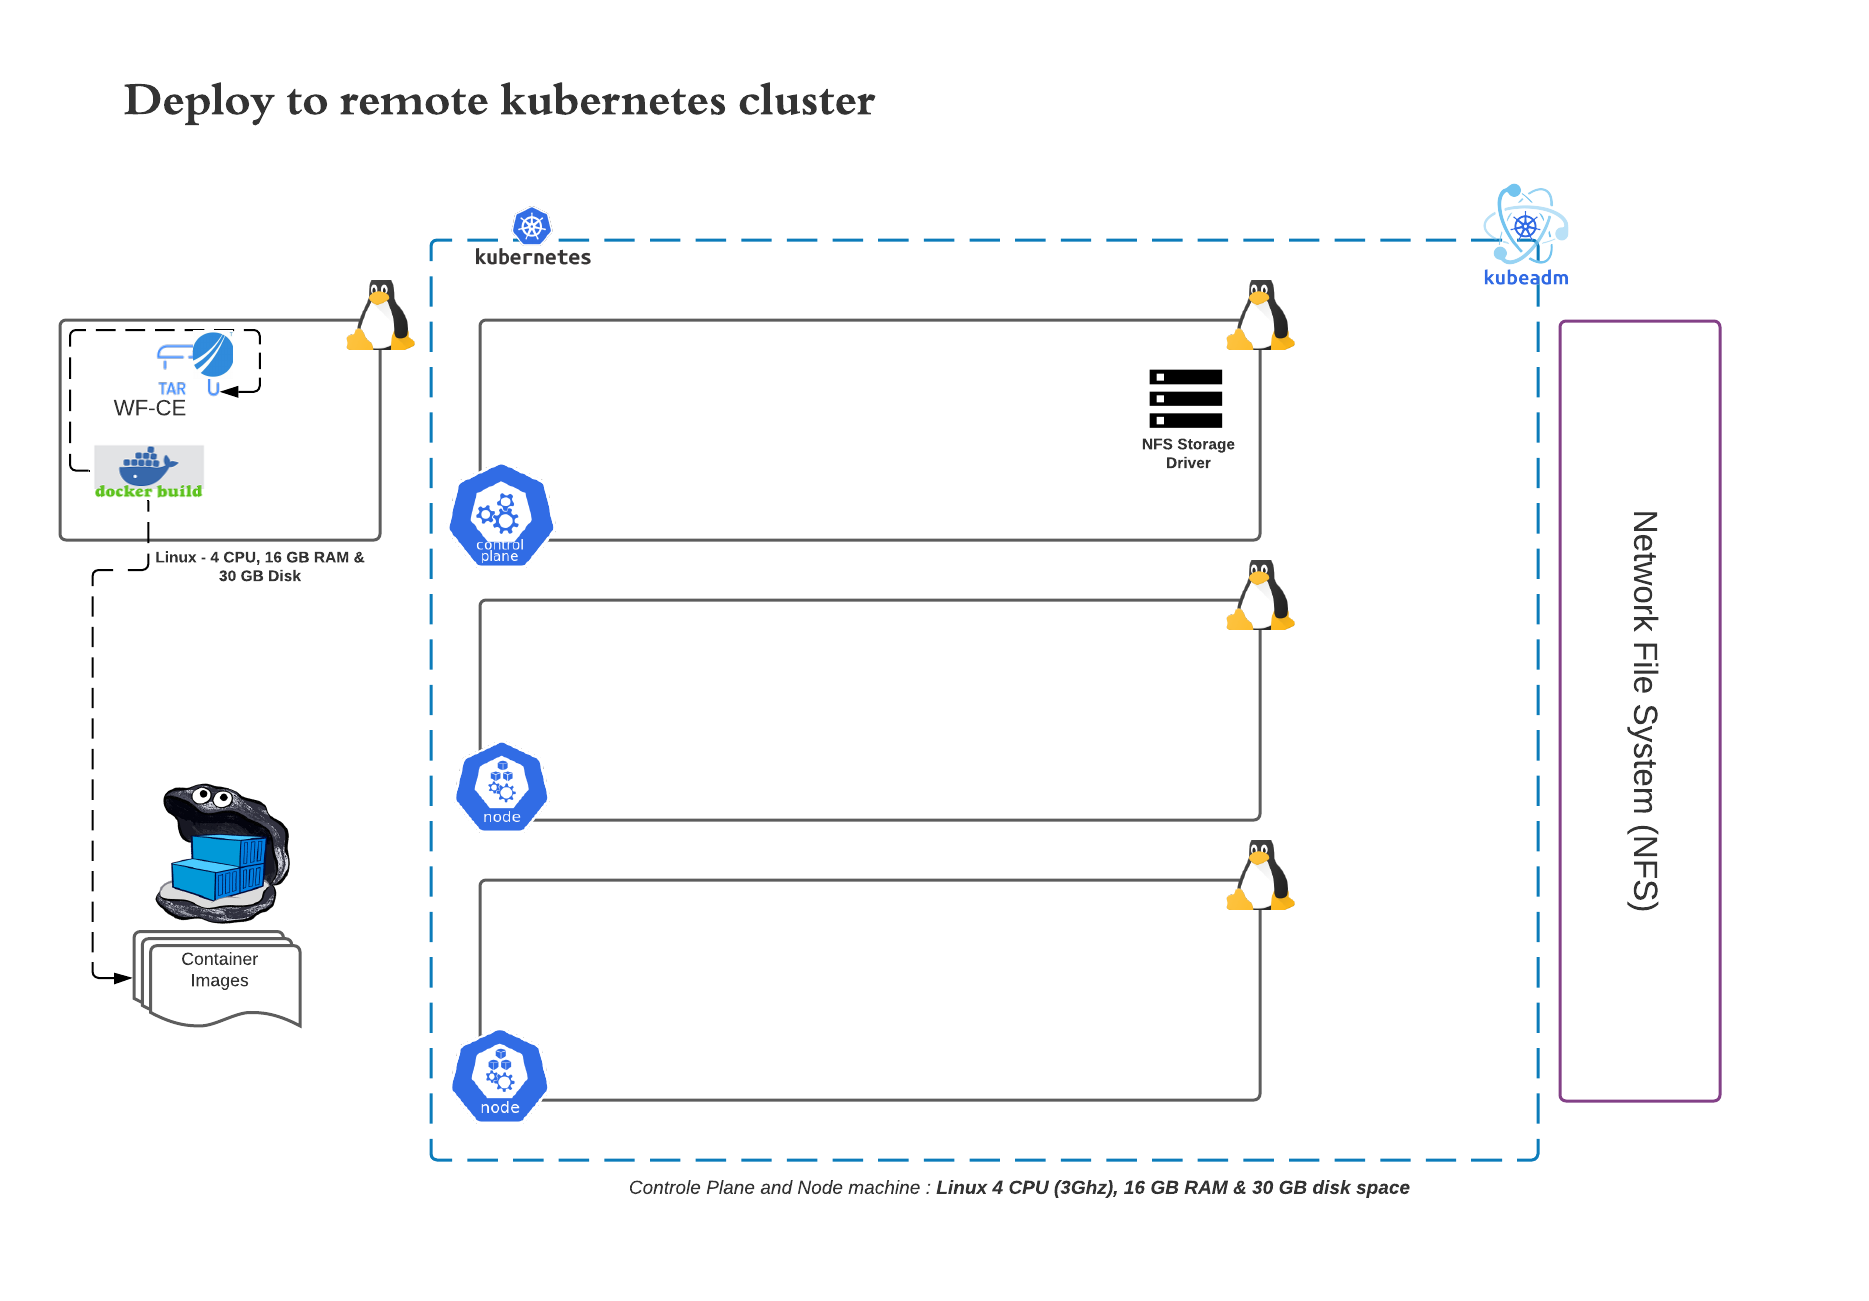 Deploy to remote kubernetes cluster
kubernetes
kubeadm
TAR
U
WF-CE
docker build
Linux - 4 CPU, 16 GB RAM &
30 GB Disk
NFS Storage
Driver
control
plane
node
node
Container
Images
Network File System (NFS)
Controle Plane and Node machine : Linux 4 CPU (3Ghz), 16 GB RAM & 30 GB disk space